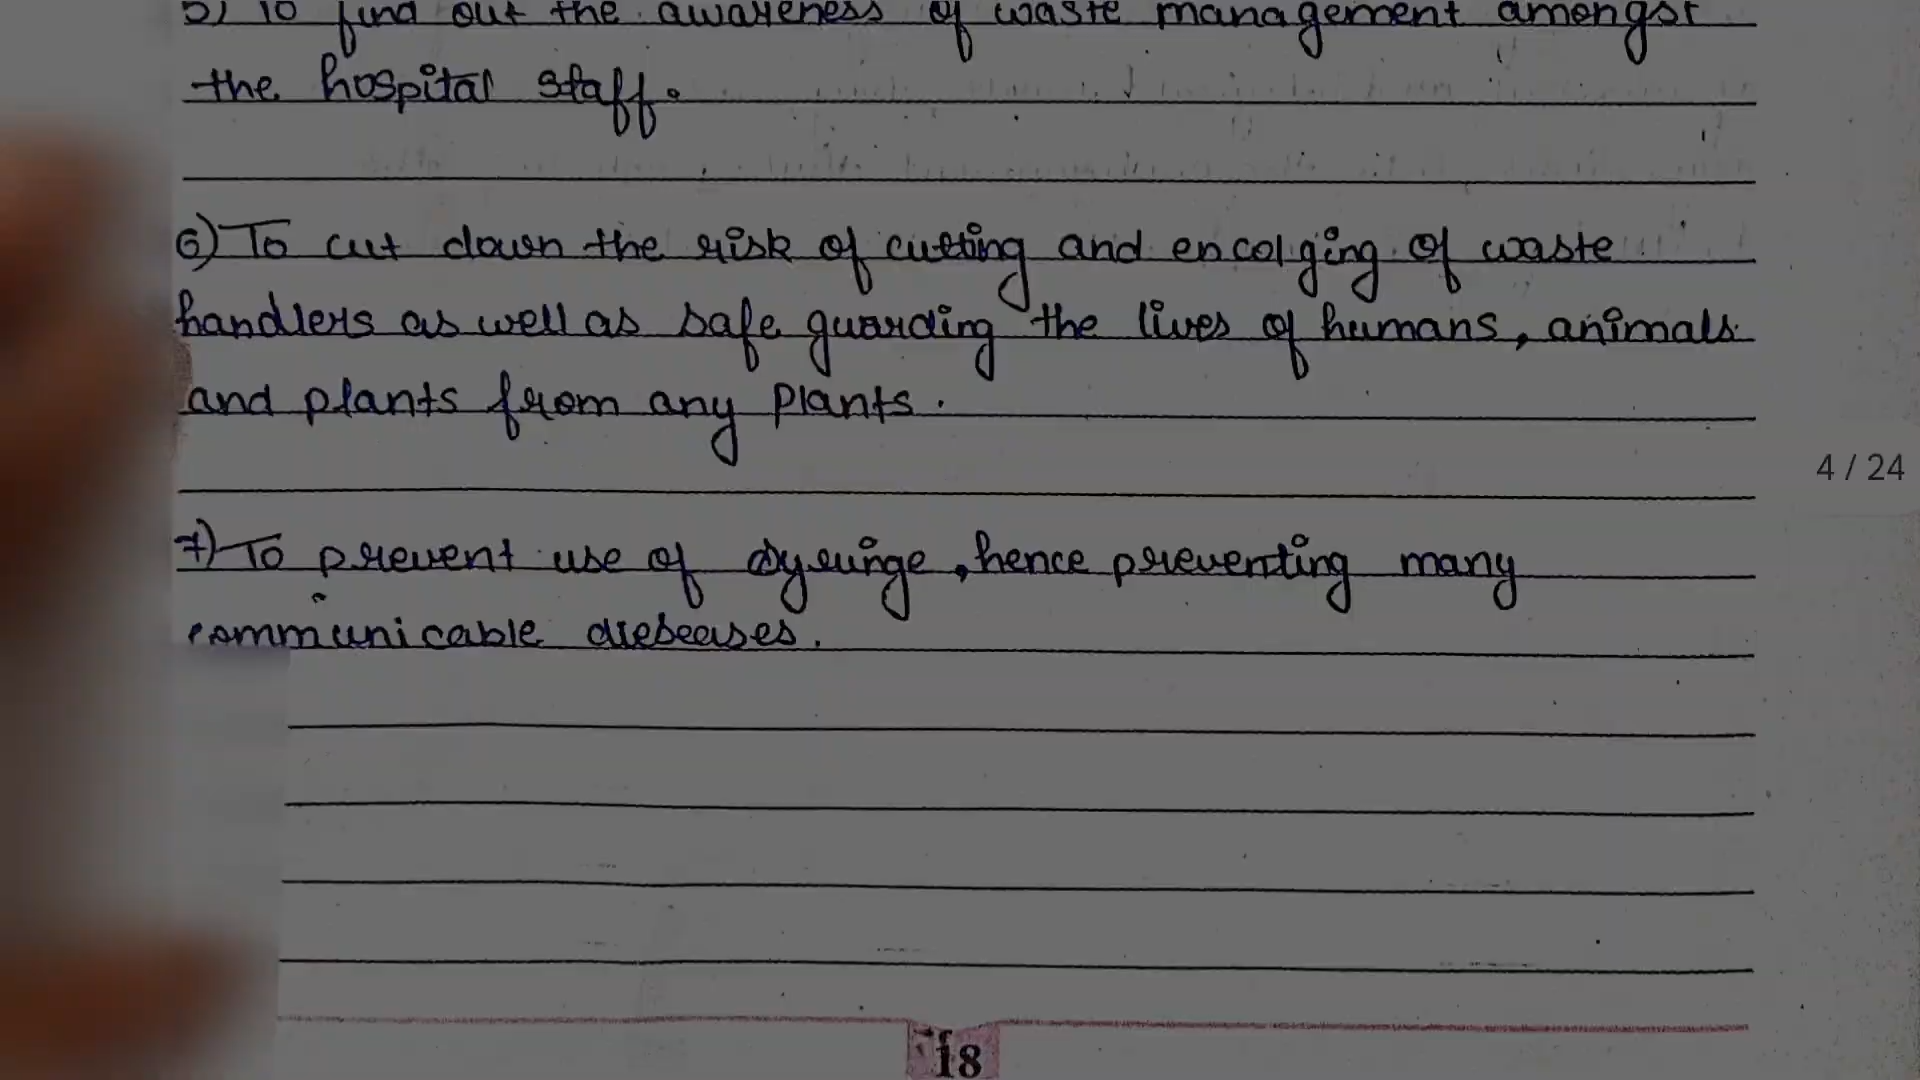 5) To find out the awareness of waste management amongst
the hospital staff.
6) To cut down the risk of cutting and encolging of waste
handlers as well as safe guarding the lives of humans, animals
and plants from any plants.
4 / 24
7) To prevent use of dyringe, hence preventing many
communicable dieseases.
18